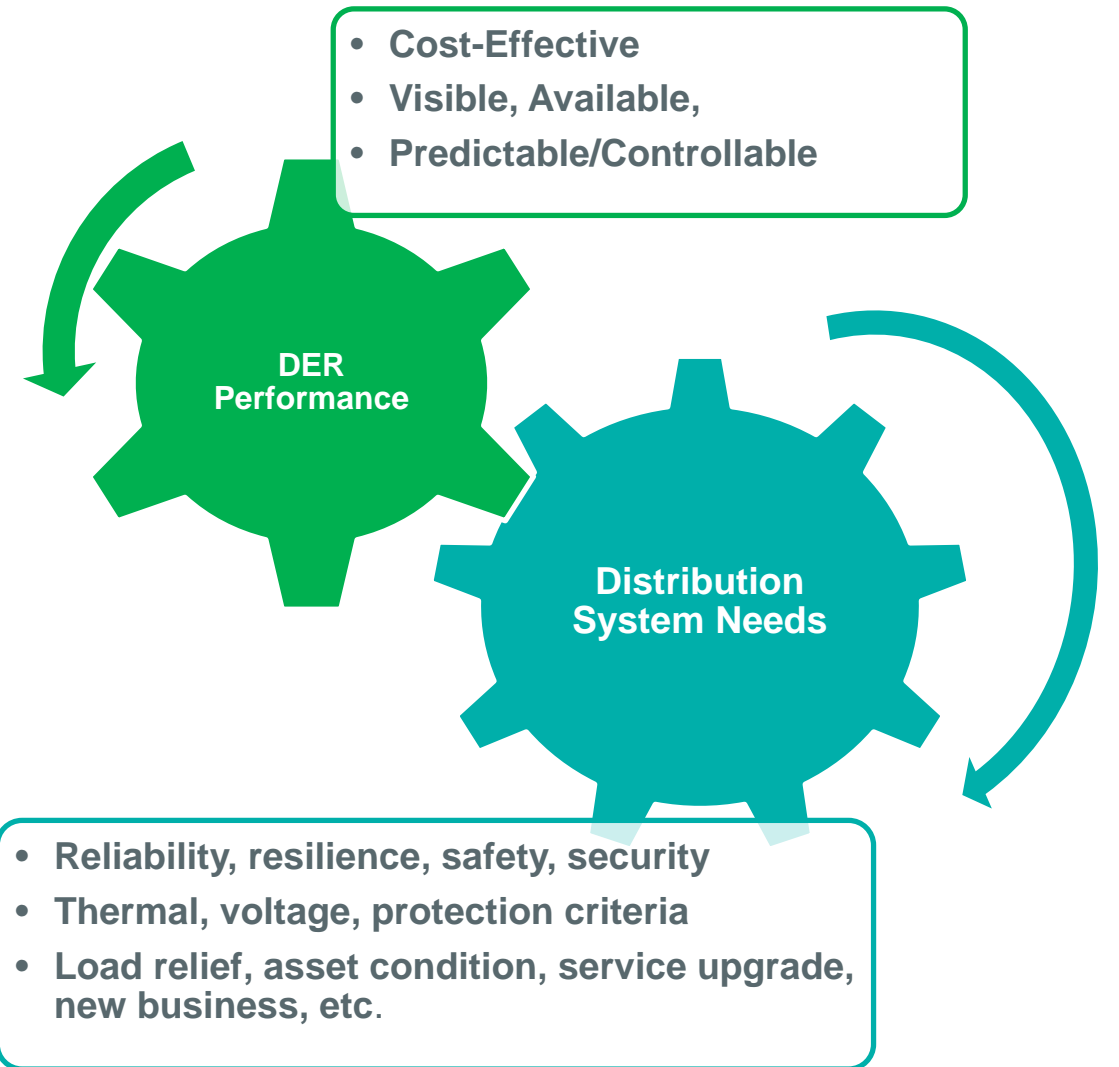 • Cost-Effective
• Visible, Available,
• Predictable/Controllable
DER
Performance
Distribution
System Needs
• Reliability, resilience, safety, security
• Thermal, voltage, protection criteria
• Load relief, asset condition, service upgrade,
new business, etc.